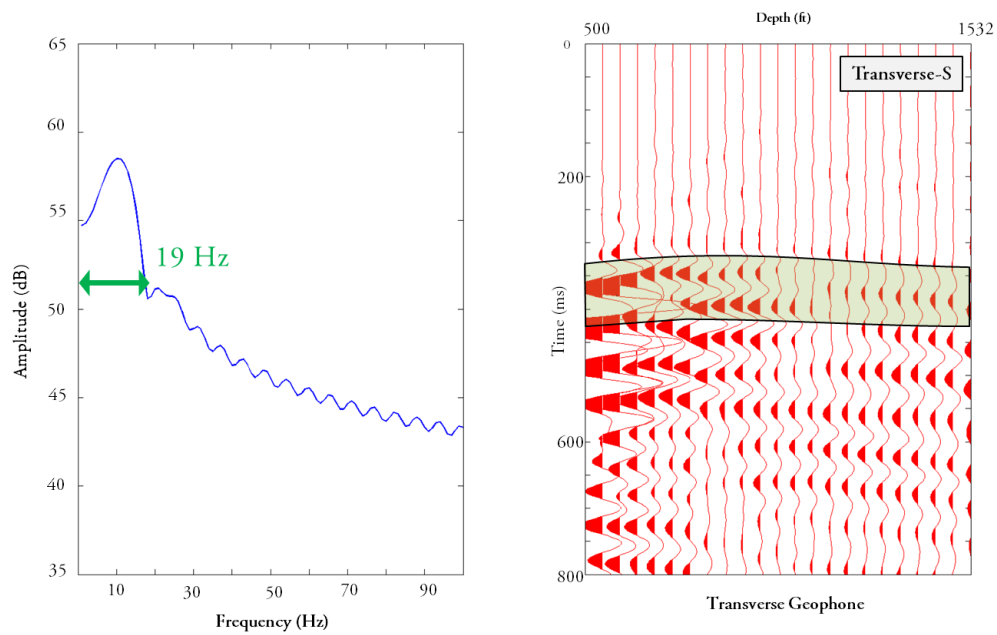 65
60
55
50
45
40
35
Amplitude (dB)
19 Hz
10
30
50
70
90
Frequency (Hz)
Depth (ft)
500
1532
0
200
600
800
Time (ms)
Transverse-S
Transverse Geophone